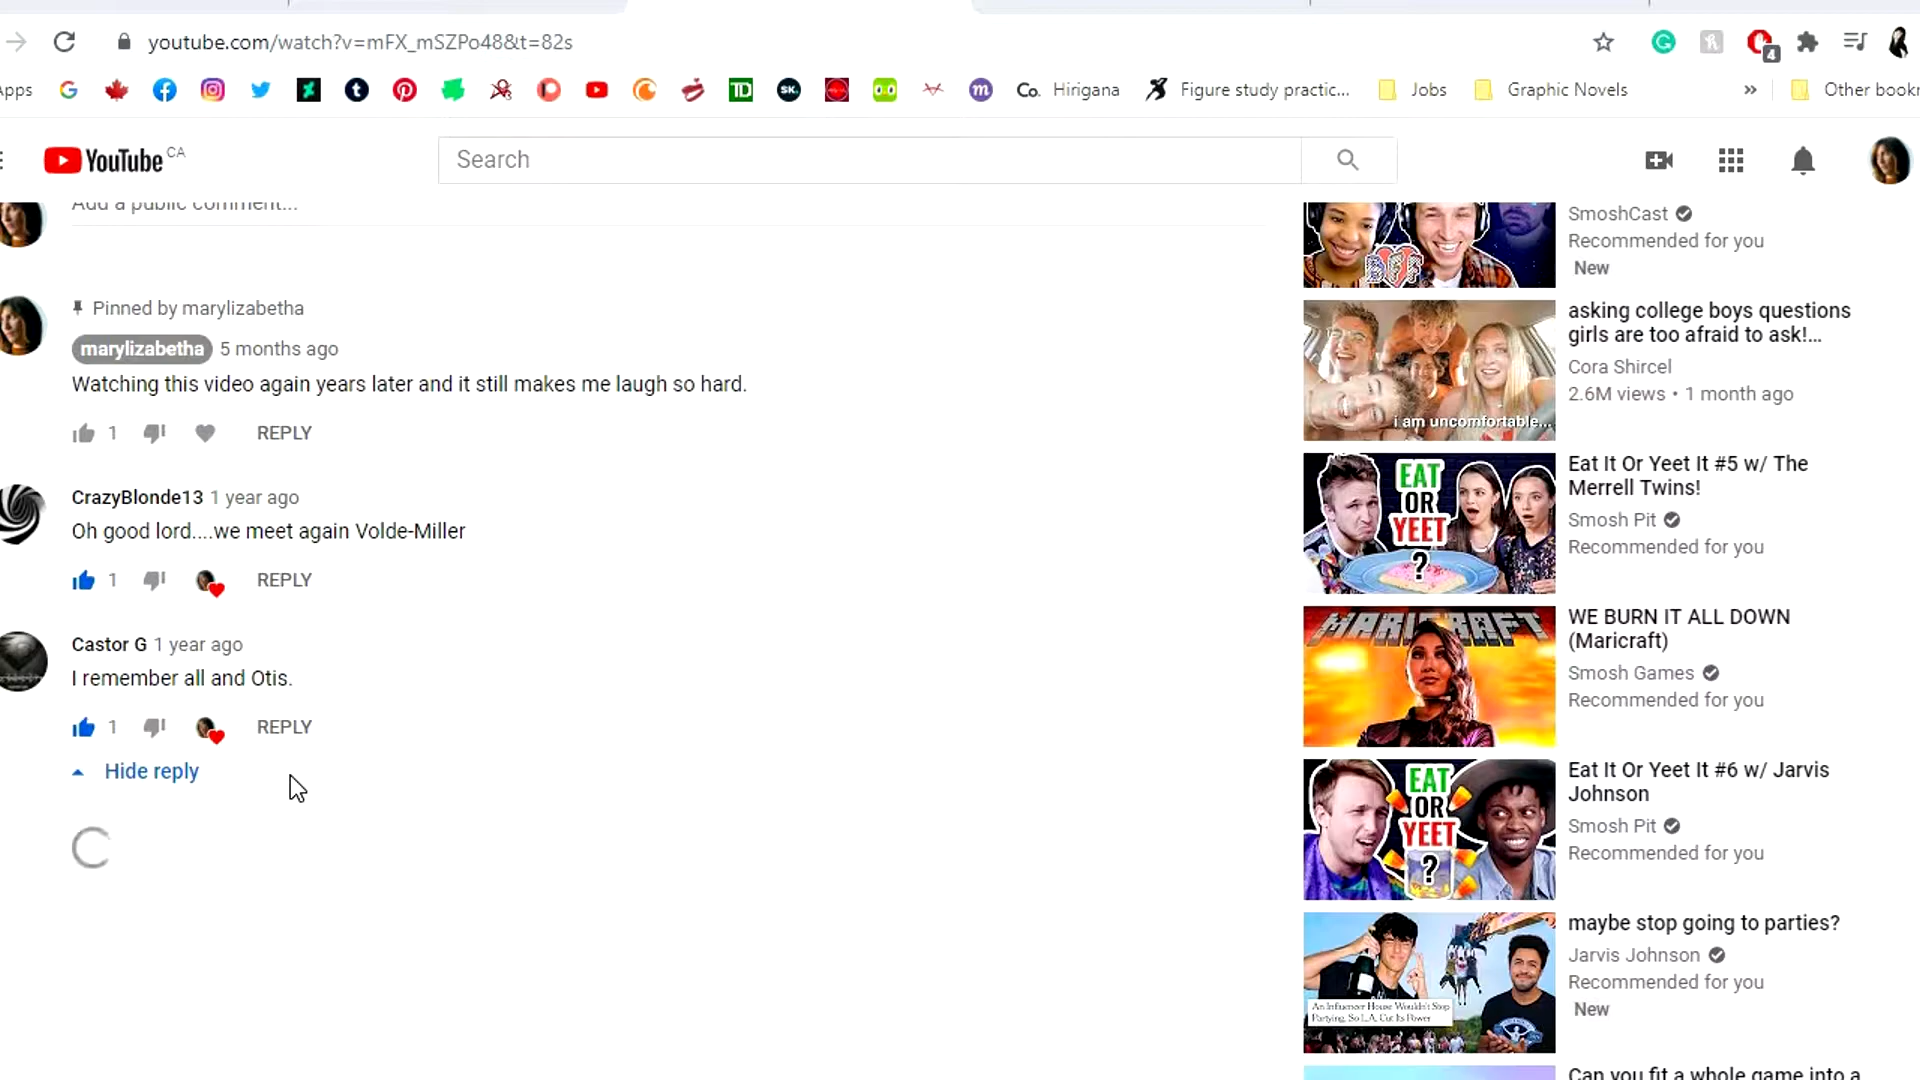 youtube.com/watch?v=mFX_mSZPo48&t=82s
4
Apps
TD
SK.
m
Co. Hirigana
Figure study practic...
Jobs
Graphic Novels
»
Other bookr
YouTube CA
Search
Add a public comment...
Pinned by marylizabetha
marylizabetha 5 months ago
Watching this video again years later and it still makes me laugh so hard.
1 REPLY
CrazyBlonde13 1 year ago
Oh good lord....we meet again Volde-Miller
1 REPLY
Castor G 1 year ago
I remember all and Otis.
1 REPLY
Hide reply
BFF
SmoshCast
Recommended for you
New
i am uncomfortable...
asking college boys questions
girls are too afraid to ask!...
Cora Shircel
2.6M views • 1 month ago
EAT
OR
YEET
?
Eat It Or Yeet It #5 w/ The
Merrell Twins!
Smosh Pit
Recommended for you
MARICRAFT
WE BURN IT ALL DOWN
(Maricraft)
Smosh Games
Recommended for you
EAT
OR
YEET
?
Eat It Or Yeet It #6 w/ Jarvis
Johnson
Smosh Pit
Recommended for you
An Influencer House Wouldn't Stop
Partying, So L.A. Cut Its Power
maybe stop going to parties?
Jarvis Johnson
Recommended for you
New
Can you fit a whole game into a